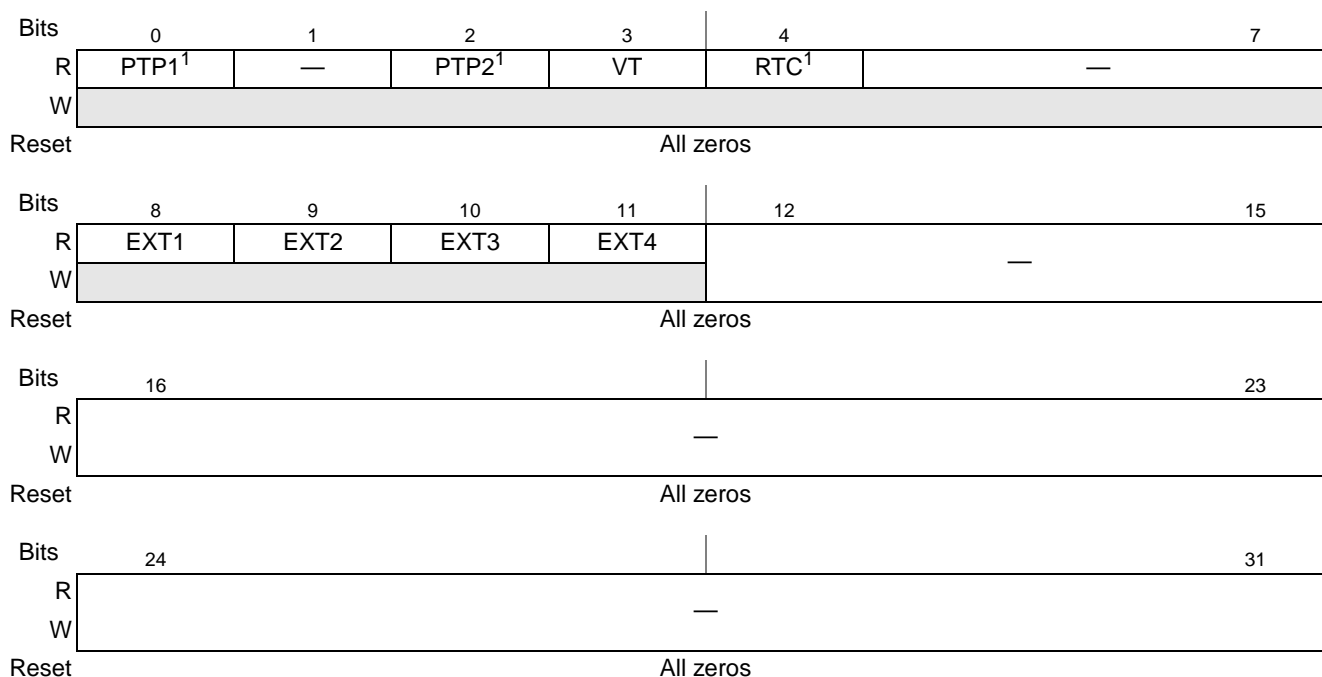 Bits 0 1 2 3 4 7
R PTP1¹ — PTP2¹ VT RTC¹ —
W
Reset All zeros
Bits 8 9 10 11 12 15
R EXT1 EXT2 EXT3 EXT4 —
W
Reset All zeros
Bits 16 23
R
—
W
Reset All zeros
Bits 24 31
R
—
W
Reset All zeros